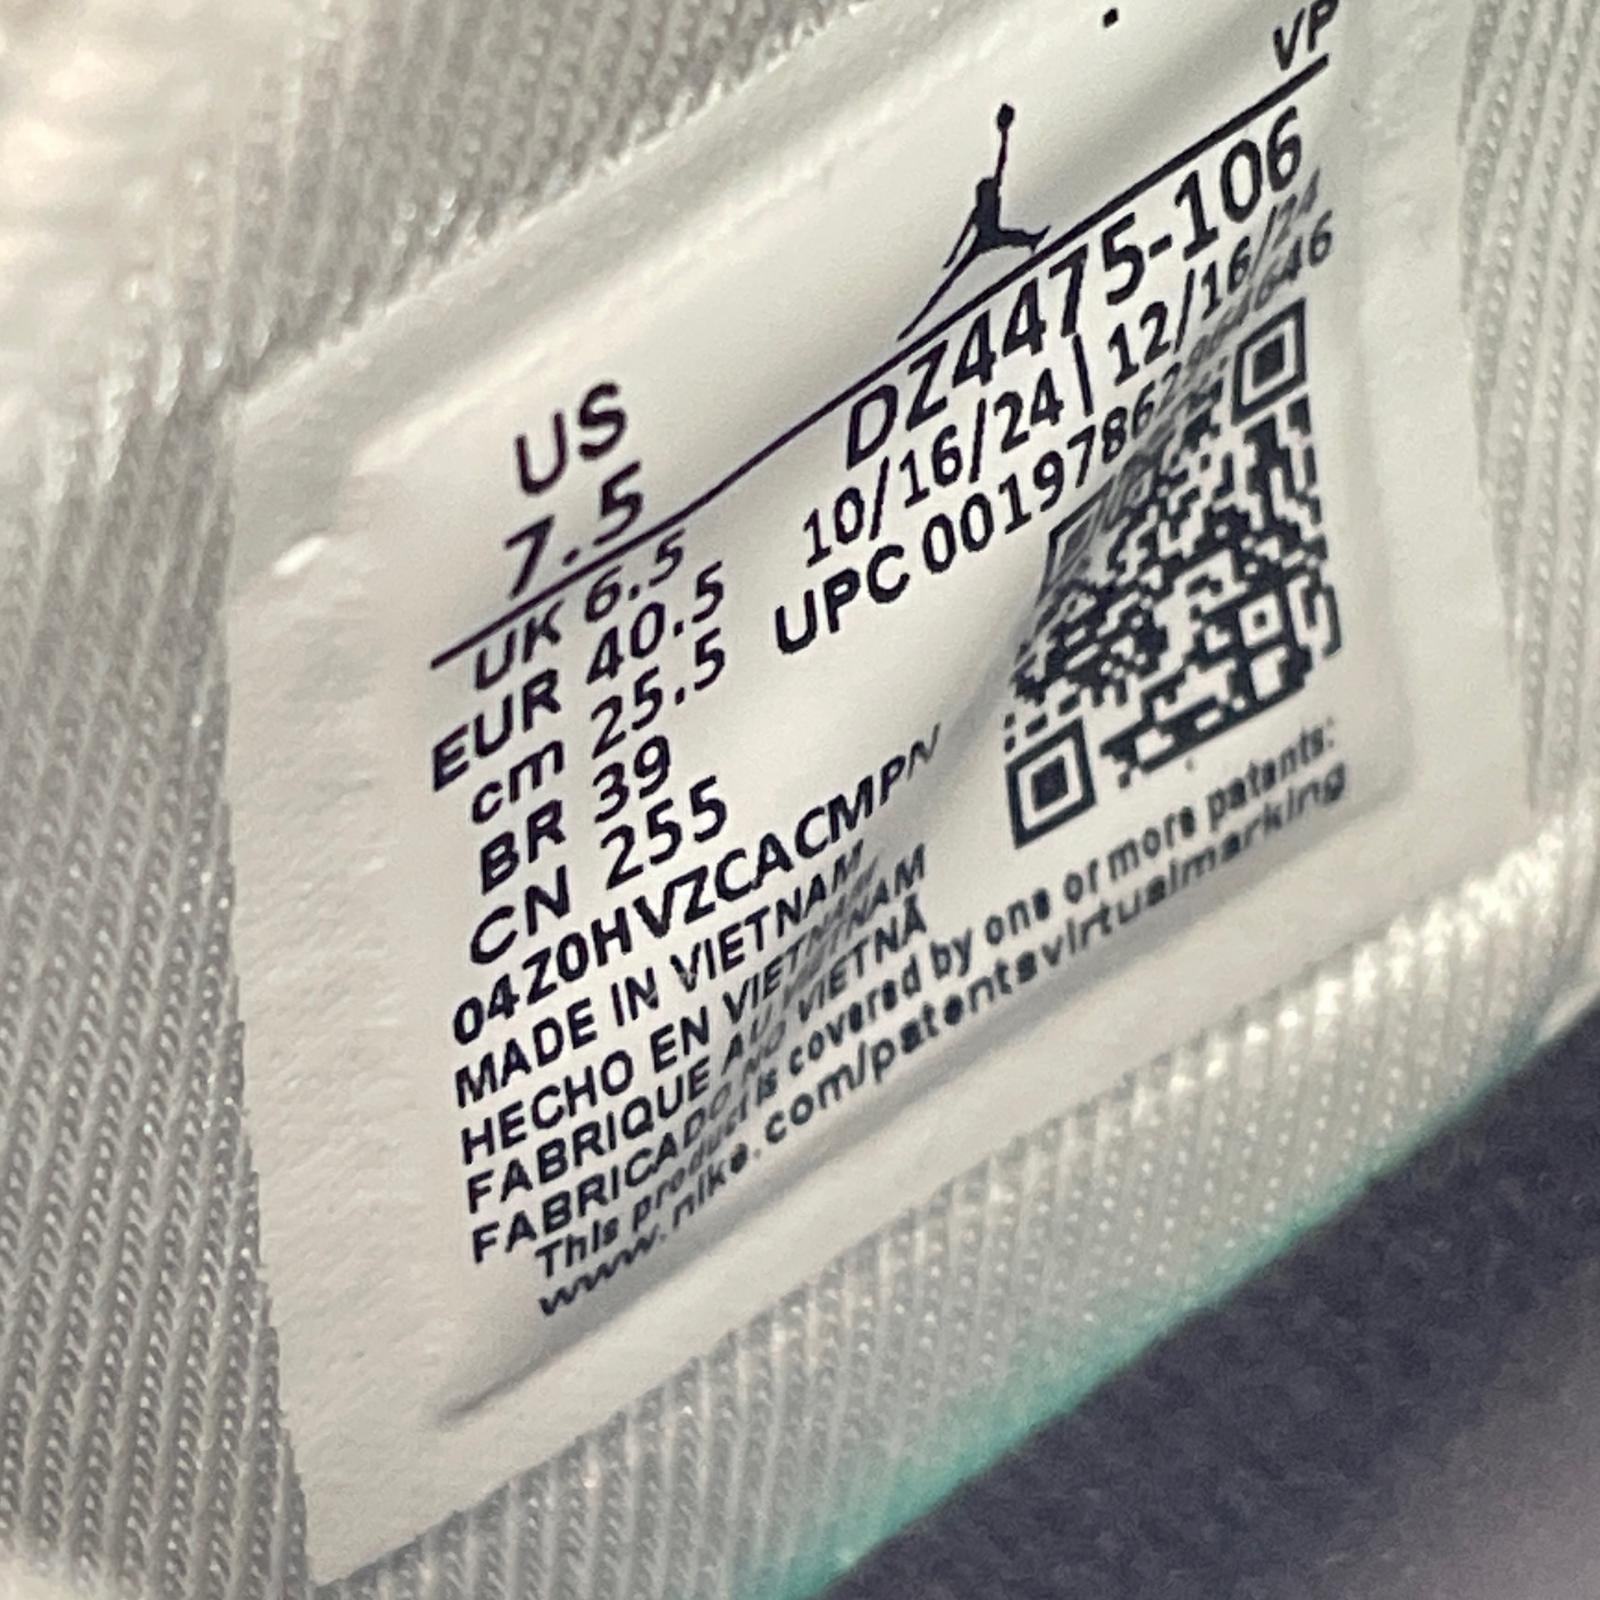 VP
US
7.5
UK 6.5
EUR 40.5
cm 25.5
BR 39
CN 255
DZ4475-106
10/16/24 | 12/16/24
UPC
04Z0HVZCACMPN
MADE IN VIETNAM
HECHO EN VIETNAM
FABRIQUE AU VIETNAM
FABRICADO NO VIETNÃ
This product is covered by one or more patents:
www.nike.com/patentsvirtualmarking